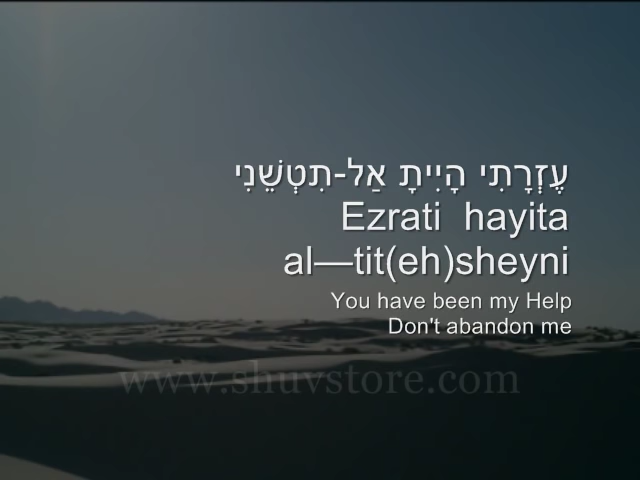 עֶזְרָתִי הָיִיתָ אַל-תִטְשֵׁנִי
Ezrati hayita
al—tit(eh)sheyni
You have been my Help
Don't abandon me
www.shuvstore.com